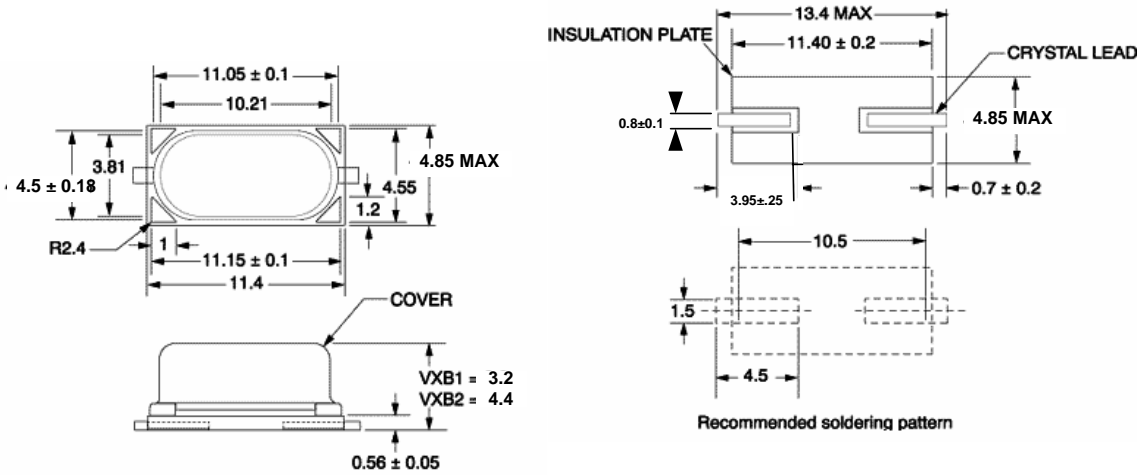 11.05 ± 0.1
10.21
3.81
4.5 ± 0.18
4.85 MAX
4.55
1.2
R2.4
1
11.15 ± 0.1
11.4
COVER
VXB1 = 3.2
VXB2 = 4.4
0.56 ± 0.05
13.4 MAX
INSULATION PLATE
11.40 ± 0.2
CRYSTAL LEAD
0.8±0.1
4.85 MAX
3.95±.25
0.7 ± 0.2
10.5
1.5
4.5
Recommended soldering pattern